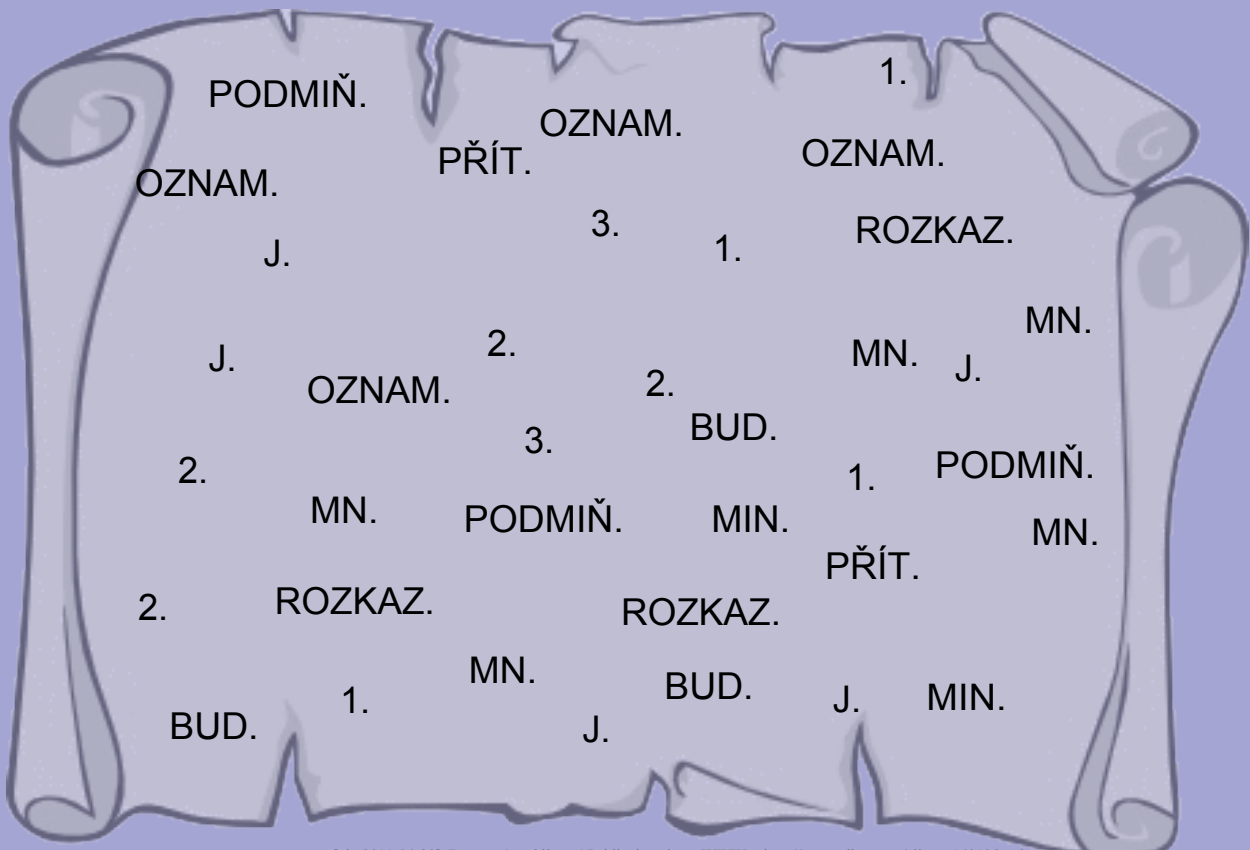 1.
PODMIŇ.
OZNAM.
OZNAM.
PŘÍT.
OZNAM.
3.
ROZKAZ.
1.
J.
MN.
2.
MN.
J.
J.
2.
OZNAM.
BUD.
3.
PODMIŇ.
2.
1.
MN.
PODMIŇ.
MIN.
MN.
PŘÍT.
ROZKAZ.
2.
ROZKAZ.
MN.
BUD.
MIN.
1.
J.
BUD.
J.